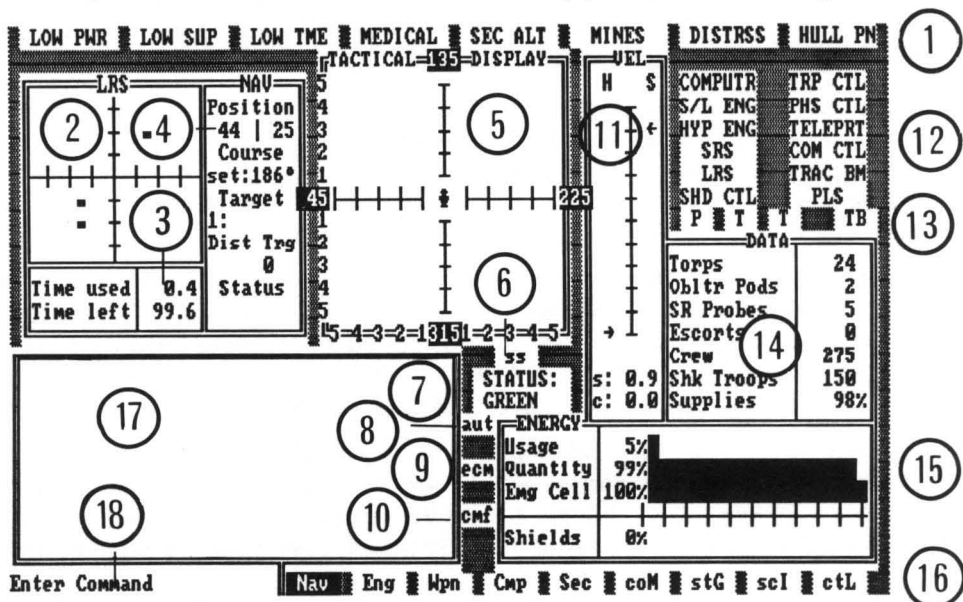 LOW PWR LOW SUP LOW TME MEDICAL SEC ALT MINES DISTRSS HULL PN
1
LRS
2
4
3
NAV
Position
44 | 25
Course
set:186°
Target
1:
Dist Trg
0
Status
Time used 0.4
Time left 99.6
TACTICAL 135 DISPLAY
5
4
3
2
1
45
225
1
2
3
4
5
5
6
5-4-3-2-1 315 1-2-3-4-5
VEL
H S
11
s: 0.9
c: 0.0
COMPUTR TRP CTL
S/L ENG PHS CTL
HYP ENG TELEPRT
SRS COM CTL
LRS TRAC BM
SHD CTL PLS
12
P T T TB
13
DATA
Torps 24
Obltr Pods 2
SR Probes 5
Escorts 0
Crew 275
Shk Troops 150
Supplies 98%
14
ss
STATUS:
GREEN
7
aut
8
ecm
9
cmf
10
ENERGY
Usage 5%
Quantity 99%
Emg Cell 100%
Shields 0%
15
17
18
Enter Command
Nav Eng Wpn Cmp Sec coM stG scI ctL
16